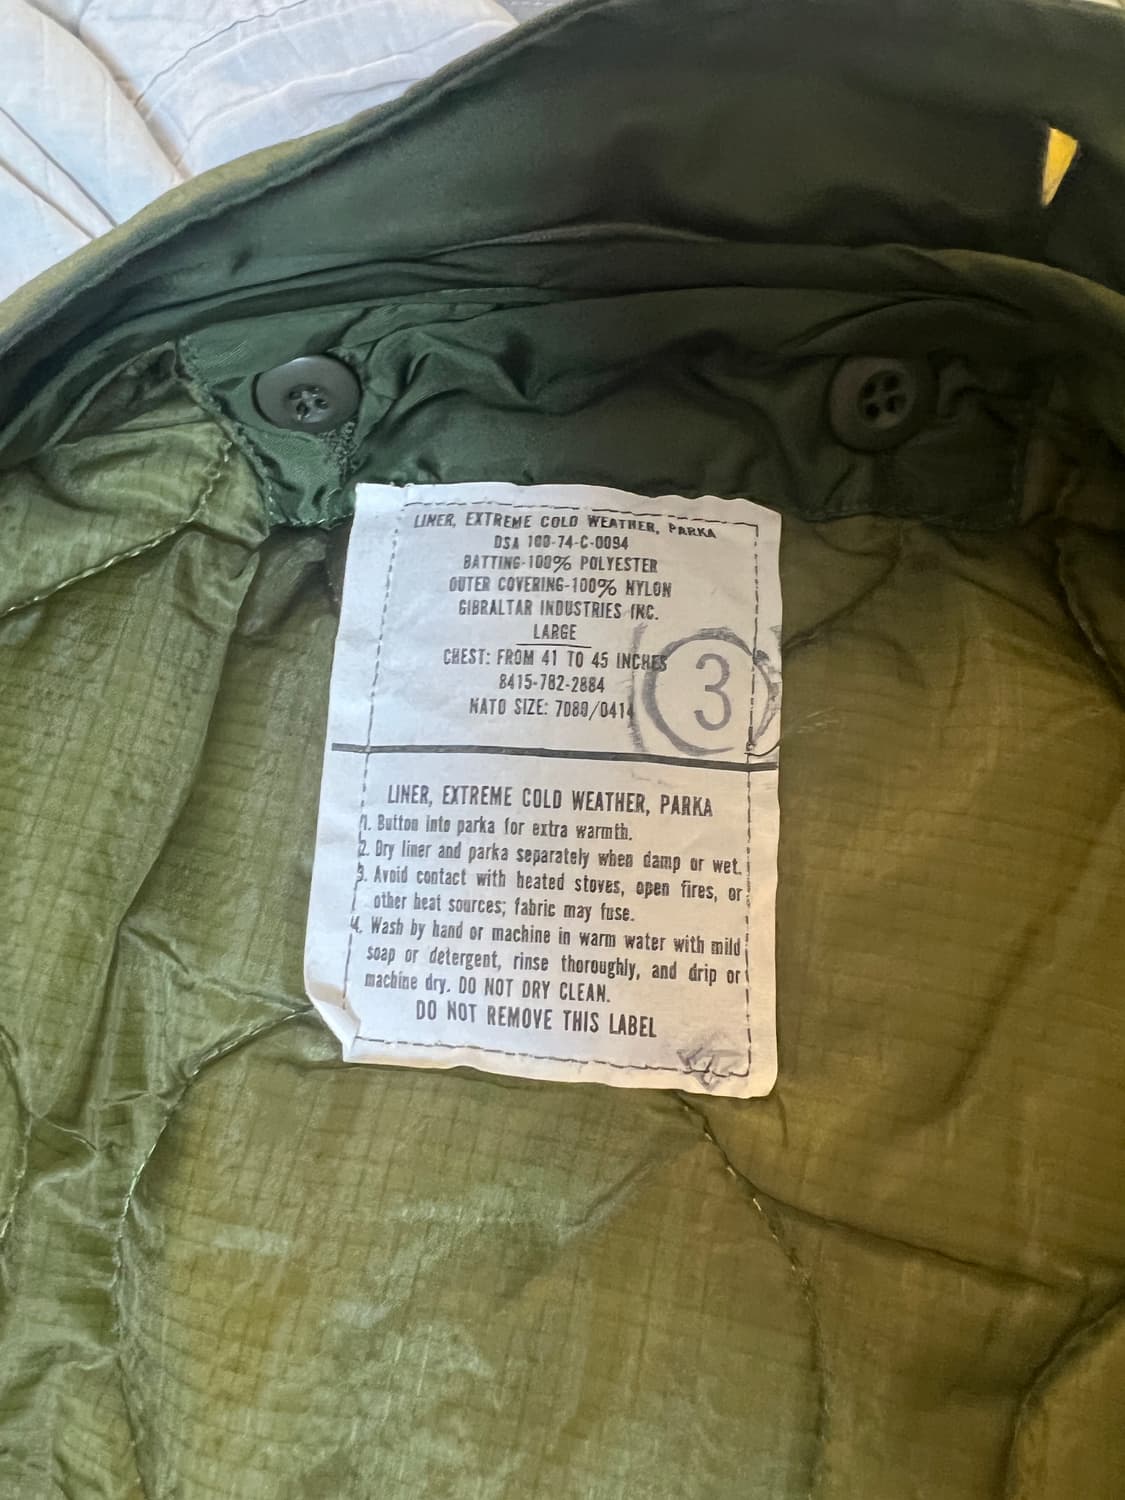 LINER, EXTREME COLD WEATHER, PARKA
DSA 100-74-C-0094
BATTING-100% POLYESTER
OUTER COVERING-100% NYLON
GIBRALTAR INDUSTRIES INC.
LARGE
CHEST: FROM 41 TO 45 INCHES
8415-782-2884
NATO SIZE: 7080/0414
3
LINER, EXTREME COLD WEATHER, PARKA
1. Button into parka for extra warmth.
2. Dry liner and parka separately when damp or wet.
3. Avoid contact with heated stoves, open fires, or
other heat sources; fabric may fuse.
4. Wash by hand or machine in warm water with mild
soap or detergent, rinse thoroughly, and drip or
machine dry. DO NOT DRY CLEAN.
DO NOT REMOVE THIS LABEL